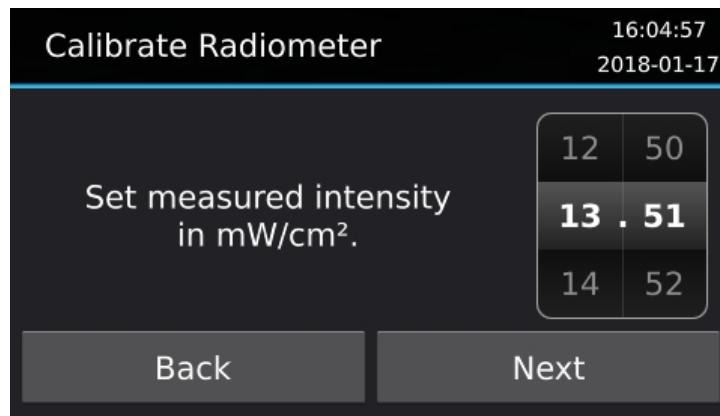 Calibrate Radiometer
16:04:57
2018-01-17
Set measured intensity
in mW/cm².
12 50
13 . 51
14 52
Back
Next